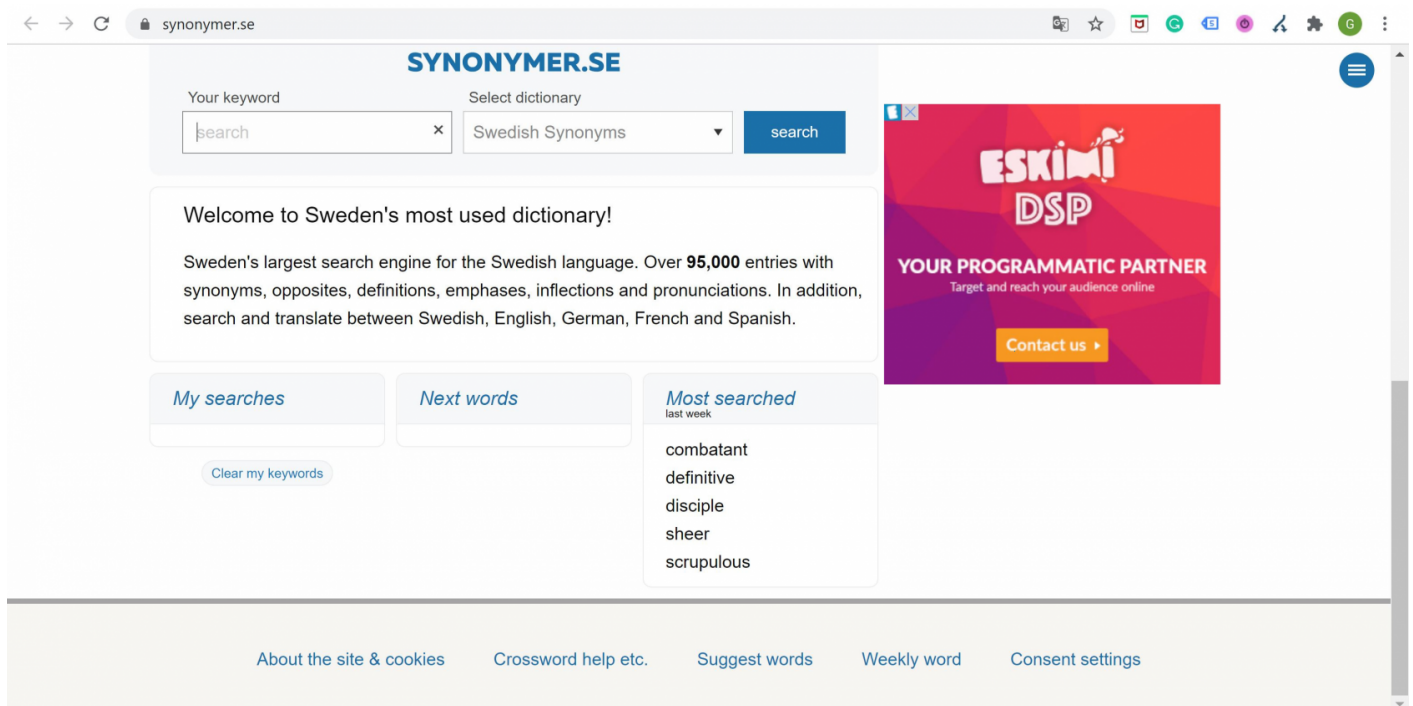 synonymer.se
G
SYNONYMER.SE
Your keyword
Select dictionary
search
Swedish Synonyms
search
Welcome to Sweden's most used dictionary!
Sweden's largest search engine for the Swedish language. Over 95,000 entries with
synonyms, opposites, definitions, emphases, inflections and pronunciations. In addition,
search and translate between Swedish, English, German, French and Spanish.
ESKIMI
DSP
YOUR PROGRAMMATIC PARTNER
Target and reach your audience online
Contact us
My searches
Next words
Most searched
last week
combatant
definitive
disciple
sheer
scrupulous
Clear my keywords
About the site & cookies
Crossword help etc.
Suggest words
Weekly word
Consent settings